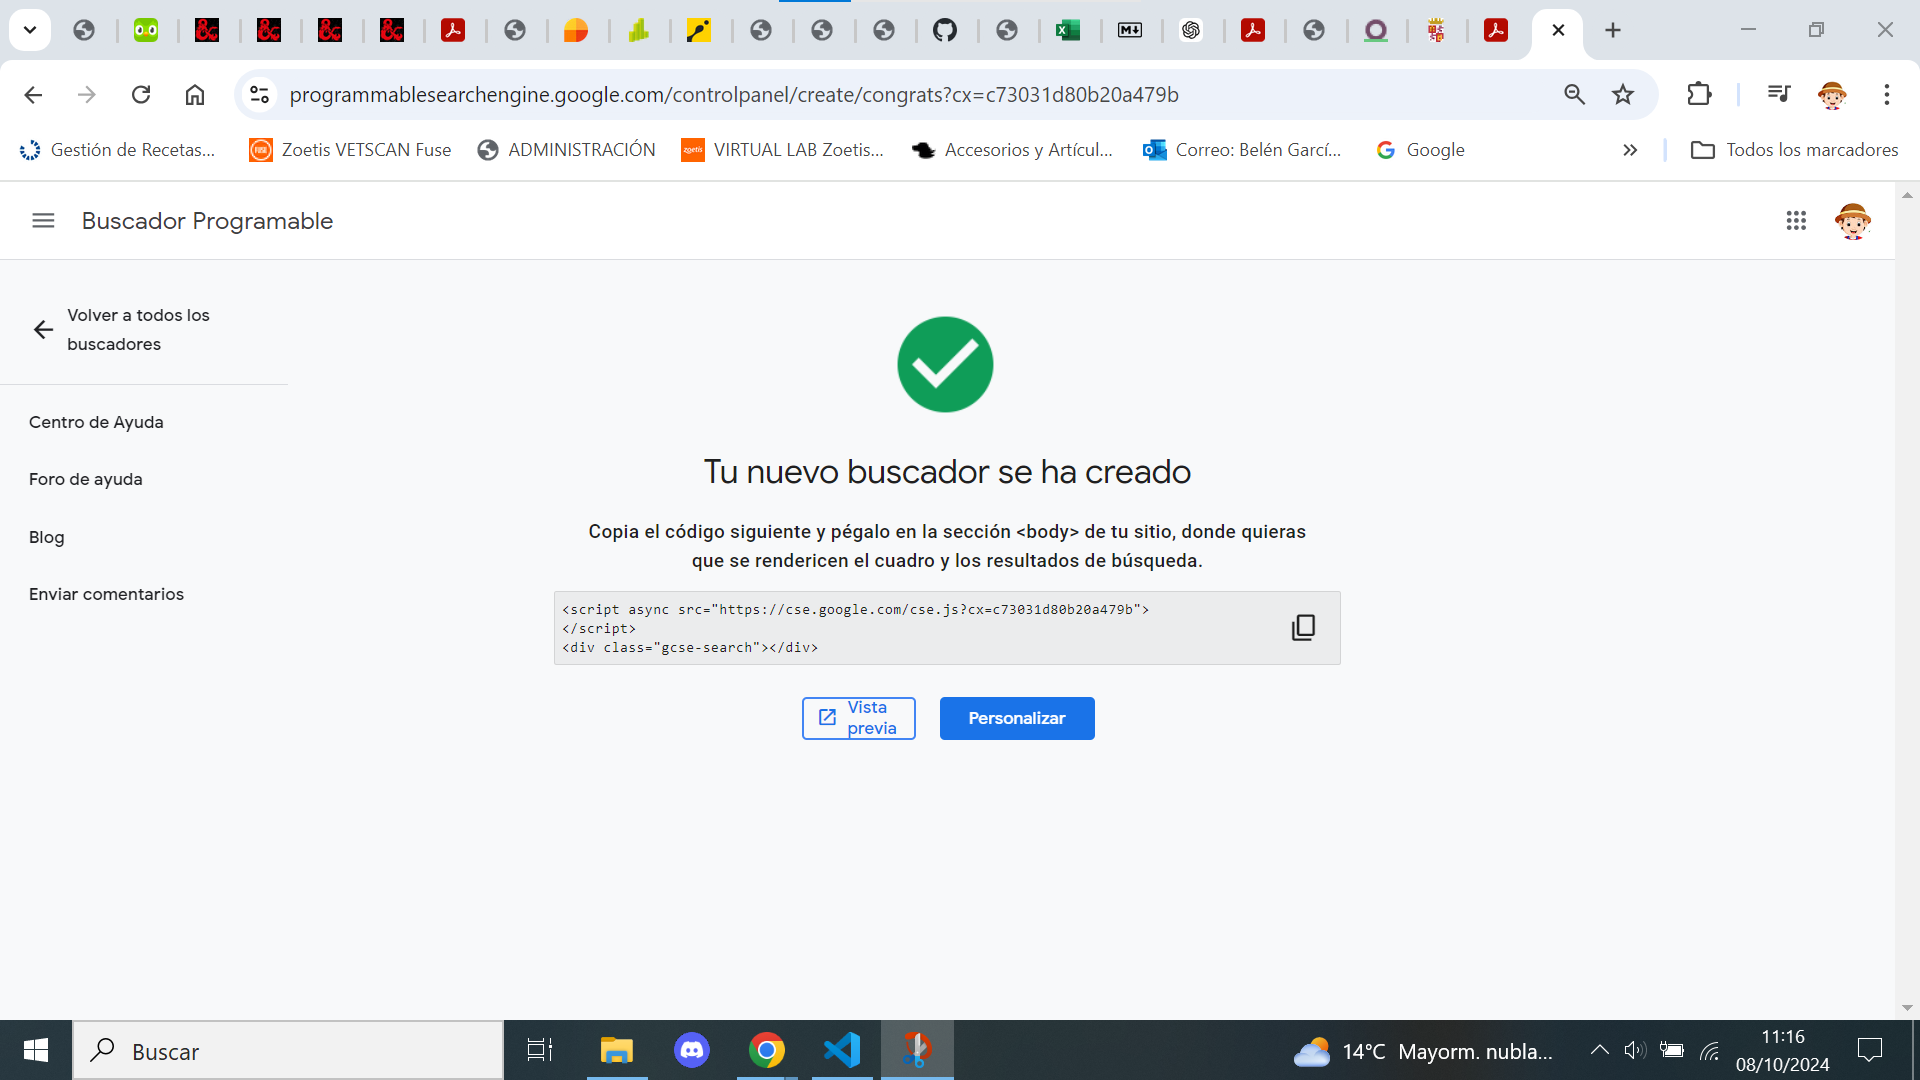 programmablesearchengine.google.com/controlpanel/create/congrats?cx=c73031d80b20a479b
Gestión de Recetas...
Zoetis VETSCAN Fuse
ADMINISTRACIÓN
VIRTUAL LAB Zoetis...
Accesorios y Artícul...
Correo: Belén Garcí...
Google
Todos los marcadores
Buscador Programable
Volver a todos los
buscadores
Centro de Ayuda
Foro de ayuda
Blog
Enviar comentarios
Tu nuevo buscador se ha creado
Copia el código siguiente y pégalo en la sección <body> de tu sitio, donde quieras
que se rendericen el cuadro y los resultados de búsqueda.
<script async src="https://cse.google.com/cse.js?cx=c73031d80b20a479b">
</script>
<div class="gcse-search"></div>
Vista
previa
Personalizar
Buscar
14°C Mayorm. nubla...
11:16
08/10/2024